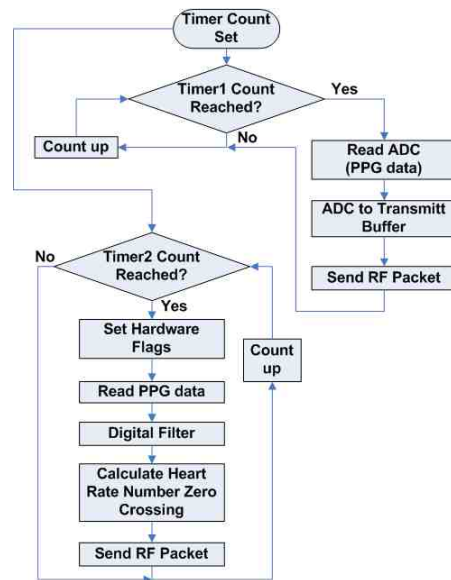 Timer Count
Set
Timer1 Count
Reached?
Yes
No
Count up
Read ADC
(PPG data)
ADC to Transmitt
Buffer
Send RF Packet
No
Timer2 Count
Reached?
Yes
Set Hardware
Flags
Count
up
Read PPG data
Digital Filter
Calculate Heart
Rate Number Zero
Crossing
Send RF Packet